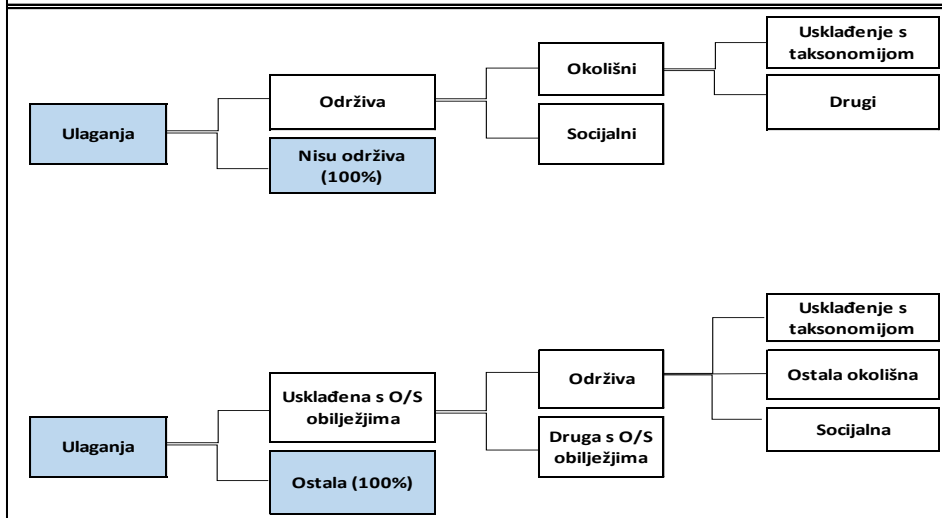 Ulaganja
Održiva
Nisu održiva
(100%)
Okolišni
Socijalni
Usklađenje s
taksonomijom
Drugi
Ulaganja
Usklađena s O/S
obilježjima
Ostala (100%)
Održiva
Druga s O/S
obilježjima
Usklađenje s
taksonomijom
Ostala okolišna
Socijalna